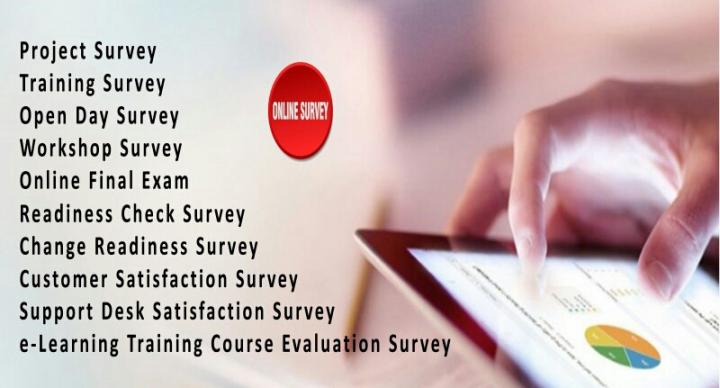 Project Survey
Training Survey
Open Day Survey
ONLINE SURVEY
Workshop Survey
Online Final Exam
Readiness Check Survey
Change Readiness Survey
Customer Satisfaction Survey
Support Desk Satisfaction Survey
e-Learning Training Course Evaluation Survey